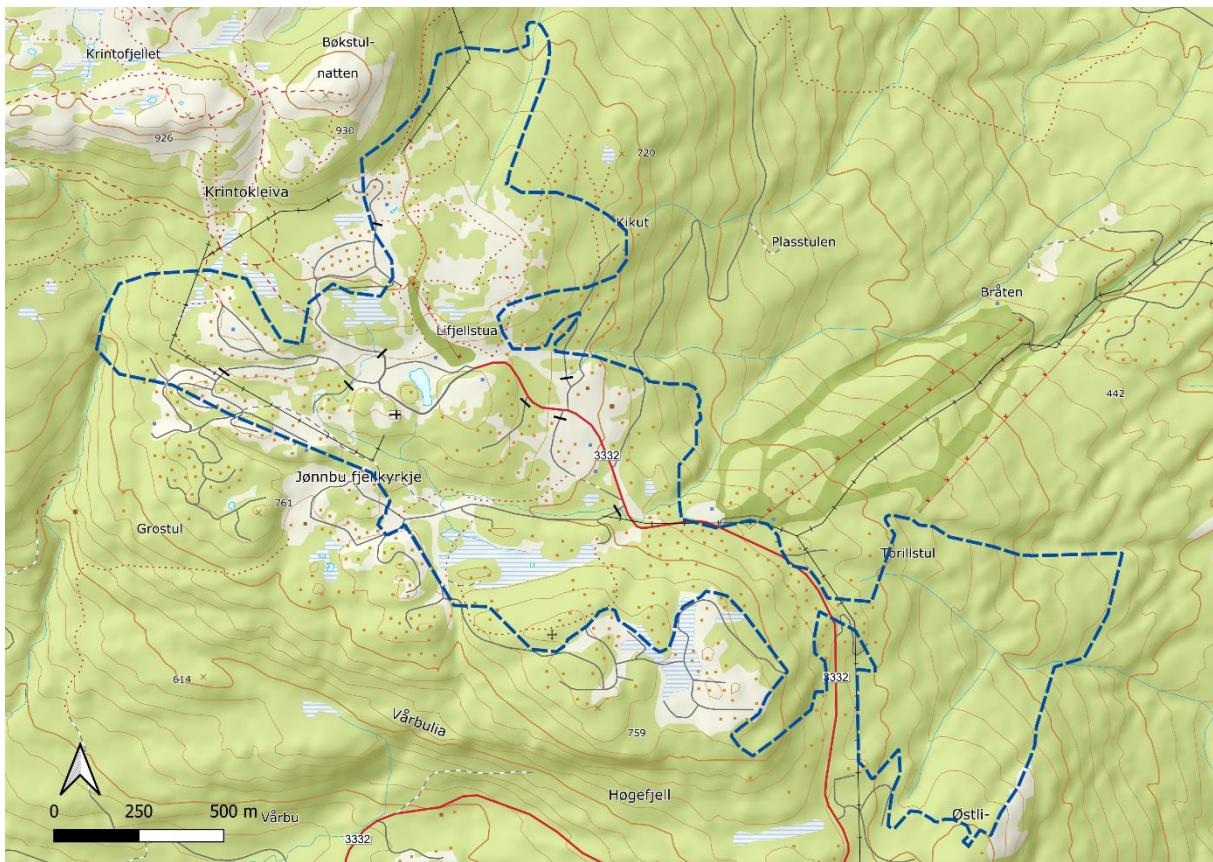 Krintofjellet
Bøkstul-
natten
926
930
720
Krintokleiva
Kikut
Plasstulen
Bråten
Lifjellstua
442
3332
Jønnbu fjellkyrkje
761
Grostul
Torillstul
614
3332
Vårbulia
759
Høgefjell
0 250 500 m
Vårbu
3332
Østli-